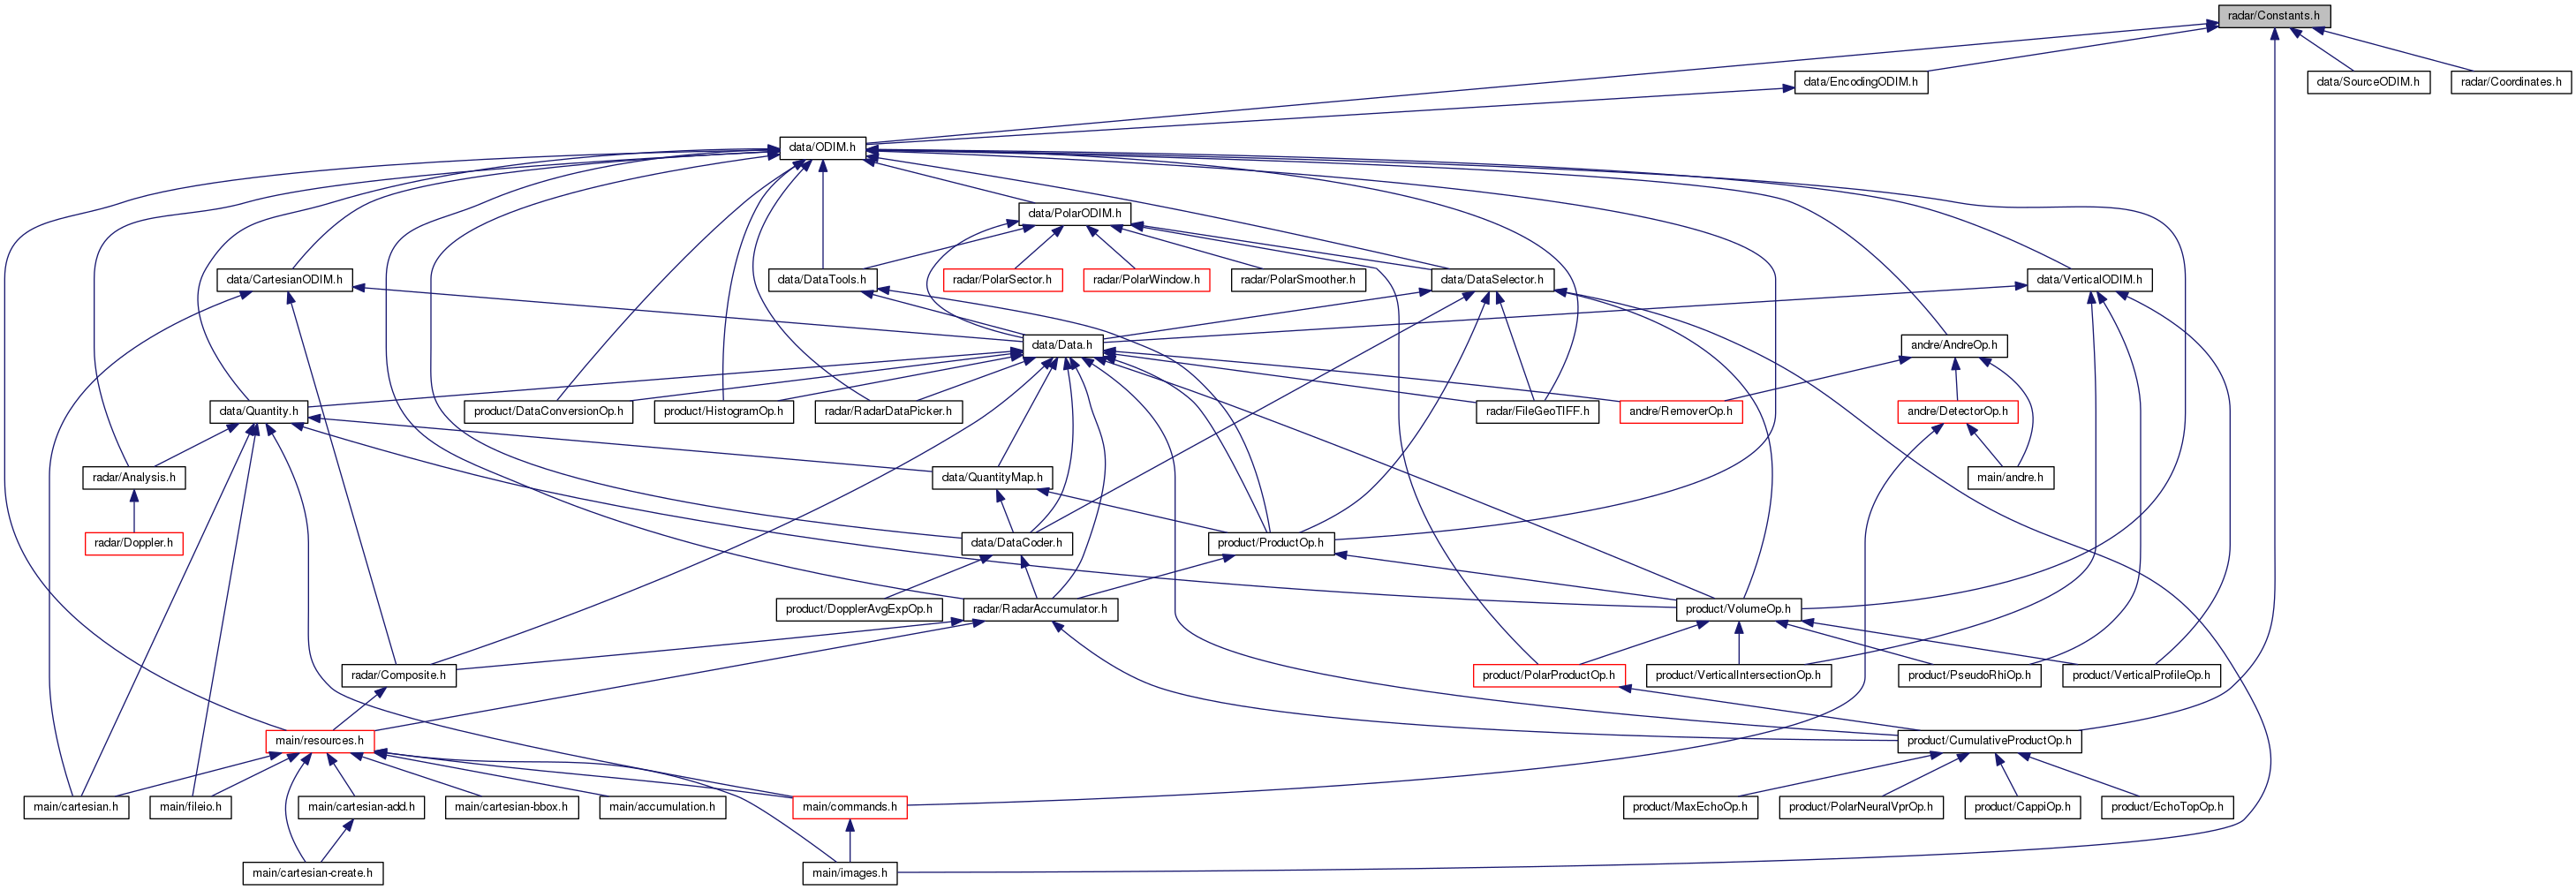 radar/Constants.h
data/EncodingODIM.h
data/SourceODIM.h
radar/Coordinates.h
data/ODIM.h
data/PolarODIM.h
data/CartesianODIM.h
data/DataTools.h
radar/PolarSector.h
radar/PolarWindow.h
radar/PolarSmoother.h
data/DataSelector.h
data/VerticalODIM.h
data/Data.h
andre/AndreOp.h
data/Quantity.h
product/DataConversionOp.h
product/HistogramOp.h
radar/RadarDataPicker.h
radar/FileGeoTIFF.h
andre/RemoverOp.h
andre/DetectorOp.h
radar/Analysis.h
data/QuantityMap.h
main/andre.h
radar/Doppler.h
data/DataCoder.h
product/ProductOp.h
product/DopplerAvgExpOp.h
radar/RadarAccumulator.h
product/VolumeOp.h
radar/Composite.h
product/PolarProductOp.h
product/VerticalIntersectionOp.h
product/PseudoRhiOp.h
product/VerticalProfileOp.h
main/resources.h
product/CumulativeProductOp.h
main/cartesian.h
main/fileio.h
main/cartesian-add.h
main/cartesian-bbox.h
main/accumulation.h
main/commands.h
product/MaxEchoOp.h
product/PolarNeuralVprOp.h
product/CappiOp.h
product/EchoTopOp.h
main/cartesian-create.h
main/images.h